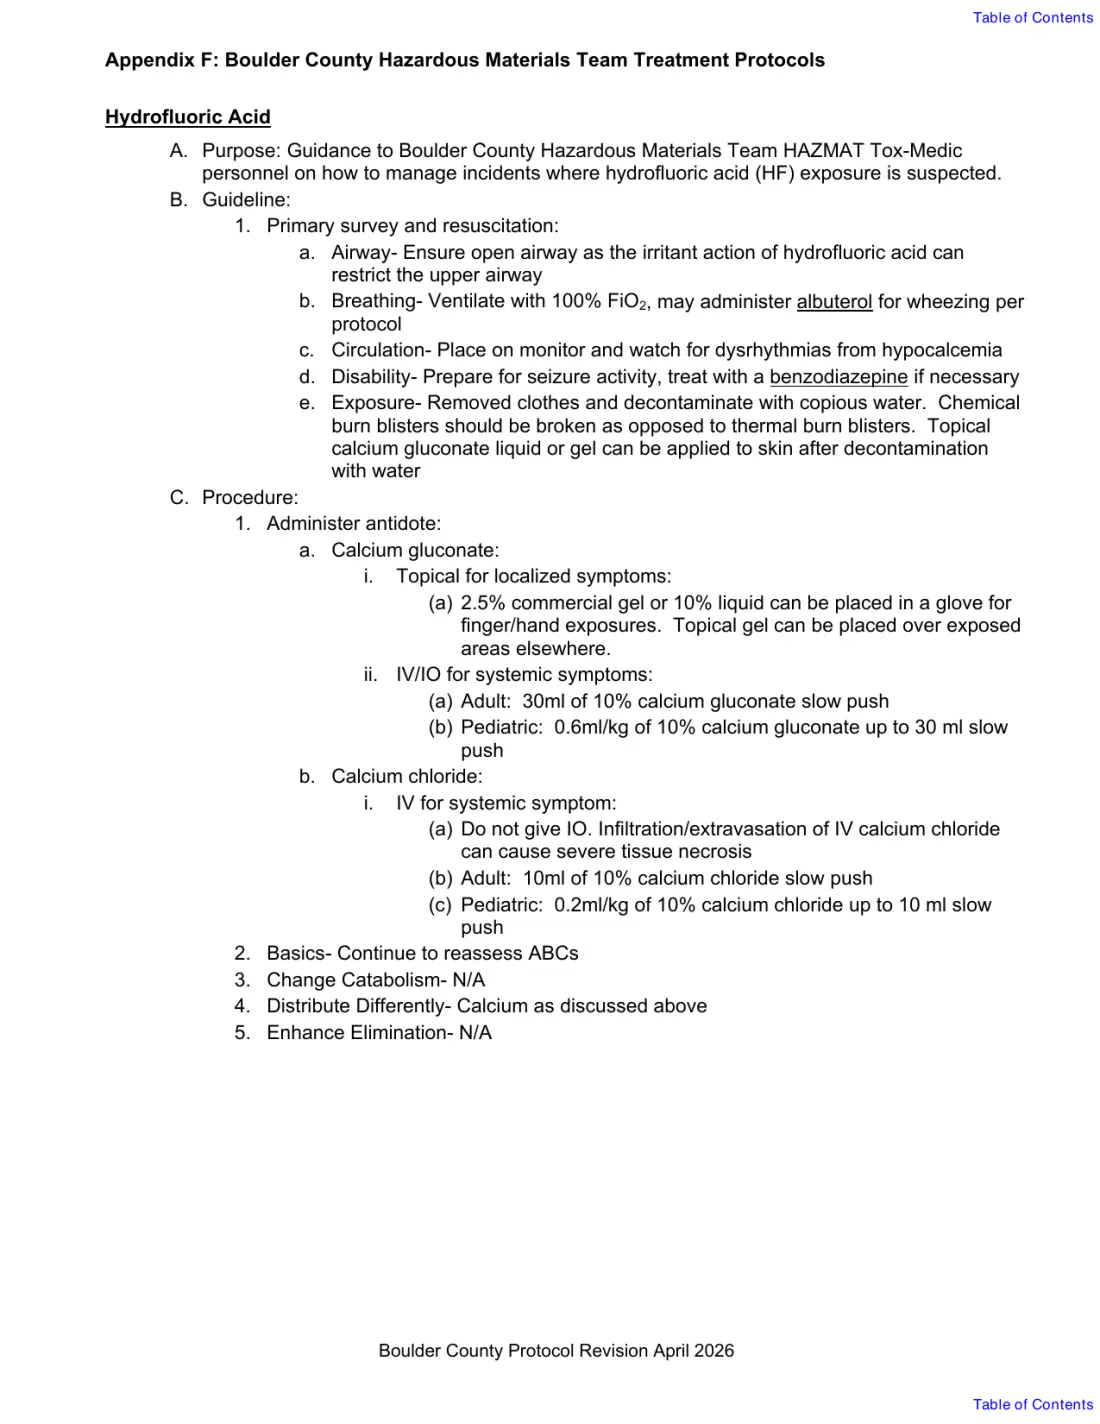 Table of Contents
Appendix F: Boulder County Hazardous Materials Team Treatment Protocols
Hydrofluoric Acid
A. Purpose: Guidance to Boulder County Hazardous Materials Team HAZMAT Tox-Medic
personnel on how to manage incidents where hydrofluoric acid (HF) exposure is suspected.
B. Guideline:
1. Primary survey and resuscitation:
a. Airway- Ensure open airway as the irritant action of hydrofluoric acid can
restrict the upper airway
b. Breathing- Ventilate with 100% FiO₂, may administer albuterol for wheezing per
protocol
c. Circulation- Place on monitor and watch for dysrhythmias from hypocalcemia
d. Disability- Prepare for seizure activity, treat with a benzodiazepine if necessary
e. Exposure- Removed clothes and decontaminate with copious water.  Chemical
burn blisters should be broken as opposed to thermal burn blisters.  Topical
calcium gluconate liquid or gel can be applied to skin after decontamination
with water
C. Procedure:
1. Administer antidote:
a. Calcium gluconate:
i. Topical for localized symptoms:
(a) 2.5% commercial gel or 10% liquid can be placed in a glove for
finger/hand exposures.  Topical gel can be placed over exposed
areas elsewhere.
ii. IV/IO for systemic symptoms:
(a) Adult:  30ml of 10% calcium gluconate slow push
(b) Pediatric:  0.6ml/kg of 10% calcium gluconate up to 30 ml slow
push
b. Calcium chloride:
i. IV for systemic symptom:
(a) Do not give IO. Infiltration/extravasation of IV calcium chloride
can cause severe tissue necrosis
(b) Adult:  10ml of 10% calcium chloride slow push
(c) Pediatric:  0.2ml/kg of 10% calcium chloride up to 10 ml slow
push
2. Basics- Continue to reassess ABCs
3. Change Catabolism- N/A
4. Distribute Differently- Calcium as discussed above
5. Enhance Elimination- N/A
Boulder County Protocol Revision April 2026
Table of Contents